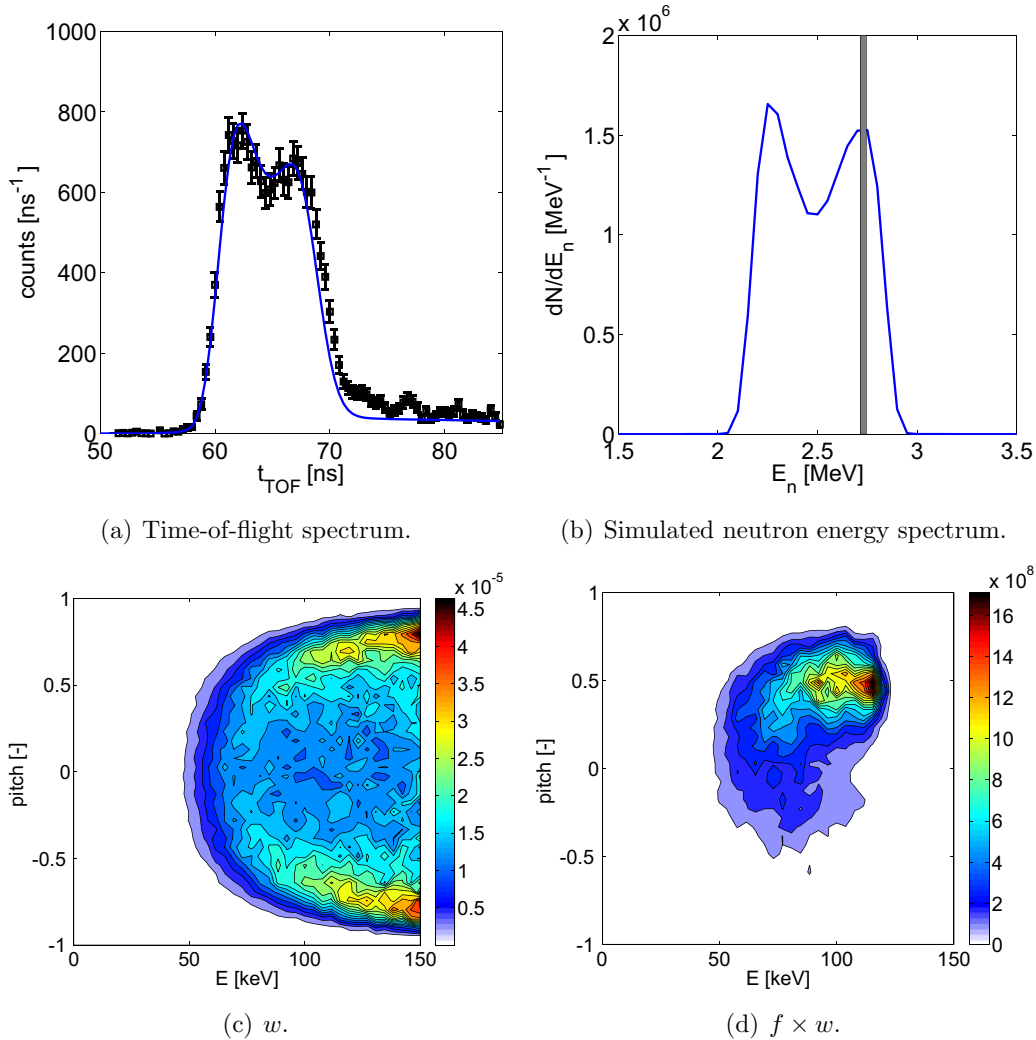 1000
800
600
400
200
0
counts [ns⁻¹]
50 60 70 80
t_TOF [ns]
(a) Time-of-flight spectrum.
2 x 10⁶
1.5
1
0.5
0
dN/dE_n [MeV⁻¹]
1.5 2 2.5 3 3.5
E_n [MeV]
(b) Simulated neutron energy spectrum.
1
0.5
0
-0.5
-1
pitch [-]
0 50 100 150
E [keV]
x 10⁻⁵
4.5
4
3.5
3
2.5
2
1.5
1
0.5
(c) w.
1
0.5
0
-0.5
-1
pitch [-]
0 50 100 150
E [keV]
x 10⁸
16
14
12
10
8
6
4
2
0
(d) f × w.